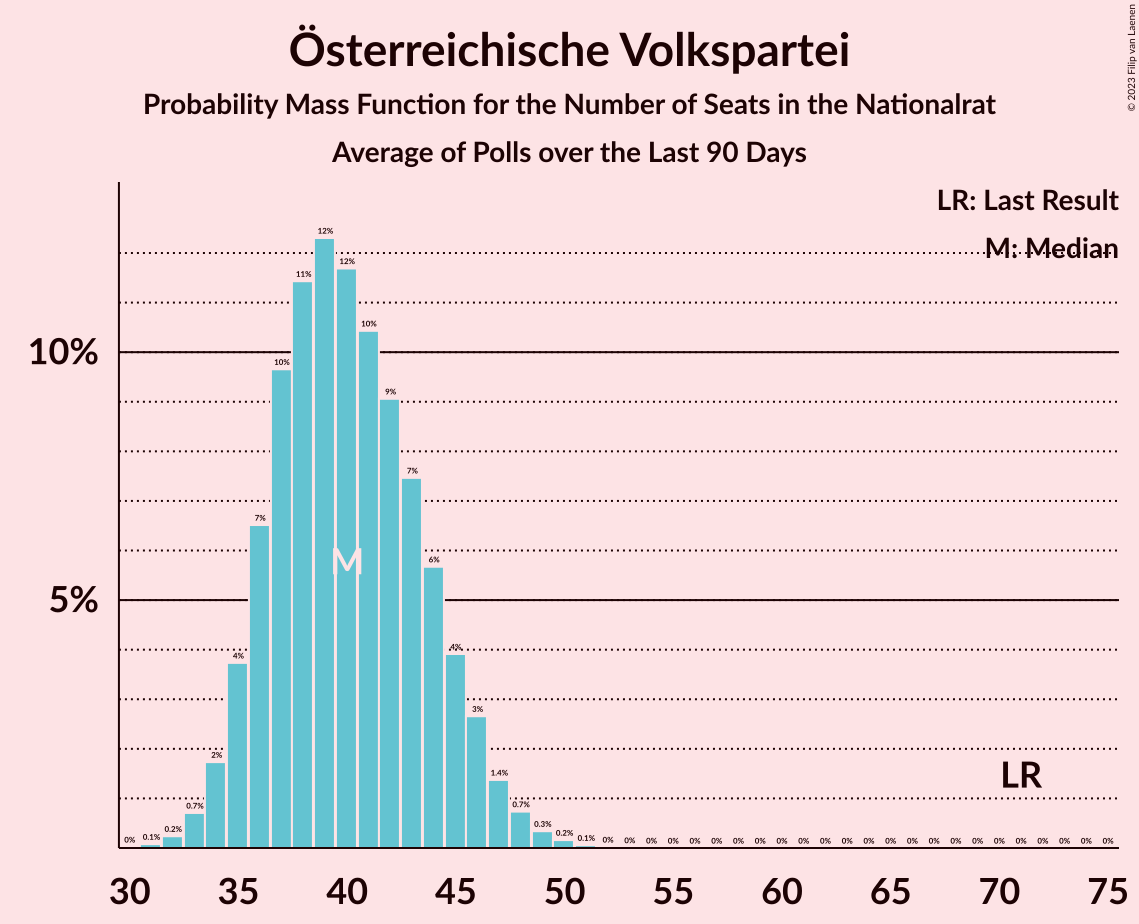 Österreichische Volkspartei
Probability Mass Function for the Number of Seats in the Nationalrat
Average of Polls over the Last 90 Days
© 2023 Filip van Laenen
LR: Last Result
M: Median
10%
5%
0% 0.1% 0.2% 0.7% 2% 4% 7% 10% 11% 12% 12% 10% 9% 7% 6% 4% 3% 1.4% 0.7% 0.3% 0.2% 0.1% 0% 0% 0% 0% 0% 0% 0% 0% 0% 0% 0% 0% 0% 0% 0% 0% 0% 0% 0% 0% 0% 0% 0% 0%
M
LR
30 35 40 45 50 55 60 65 70 75